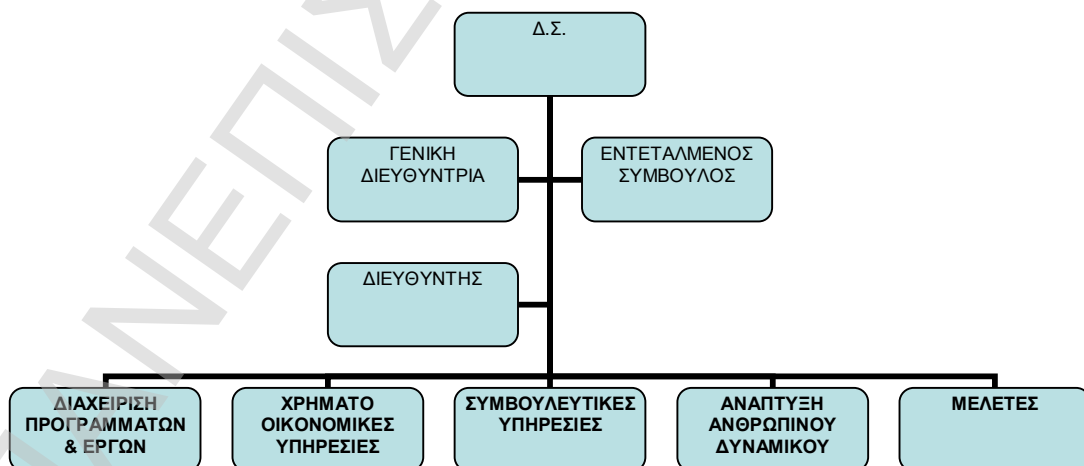 Δ.Σ.
ΓΕΝΙΚΗ
ΔΙΕΥΘΥΝΤΡΙΑ
ΕΝΤΕΤΑΛΜΕΝΟΣ
ΣΥΜΒΟΥΛΟΣ
ΔΙΕΥΘΥΝΤΗΣ
ΔΙΑΧΕΙΡΙΣΗ
ΠΡΟΓΡΑΜΜΑΤΩΝ
& ΕΡΓΩΝ
ΧΡΗΜΑΤΟ
ΟΙΚΟΝΟΜΙΚΕΣ
ΥΠΗΡΕΣΙΕΣ
ΣΥΜΒΟΥΛΕΥΤΙΚΕΣ
ΥΠΗΡΕΣΙΕΣ
ΑΝΑΠΤΥΞΗ
ΑΝΘΡΩΠΙΝΟΥ
ΔΥΝΑΜΙΚΟΥ
ΜΕΛΕΤΕΣ